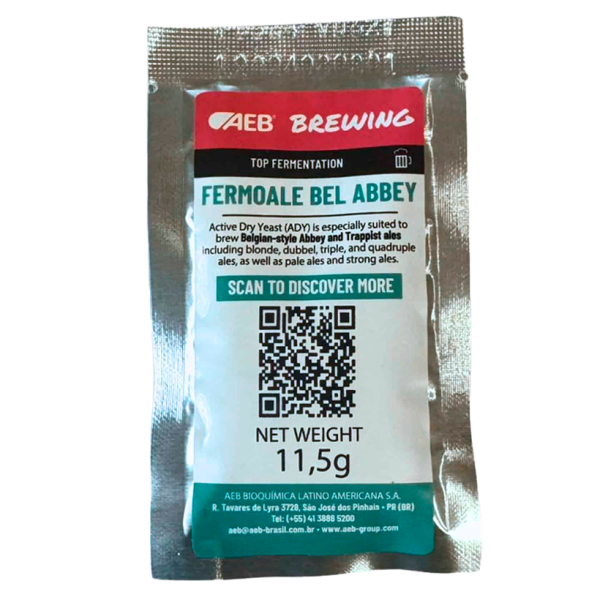 AEB® BREWING
TOP FERMENTATION
FERMOALE BEL ABBEY
Active Dry Yeast (ADY) is especially suited to
brew Belgian-style Abbey and Trappist ales
including blonde, dubbel, triple, and quadruple
ales, as well as pale ales and strong ales.
SCAN TO DISCOVER MORE
NET WEIGHT
11,5g
AEB BIOQUÍMICA LATINO AMERICANA S.A.
R. Tavares de Lyra 3728, São José dos Pinhais • PR (BR)
Tel: (+55) 41 3888 5200
aeb@aeb-brasil.com.br • www.aeb-group.com